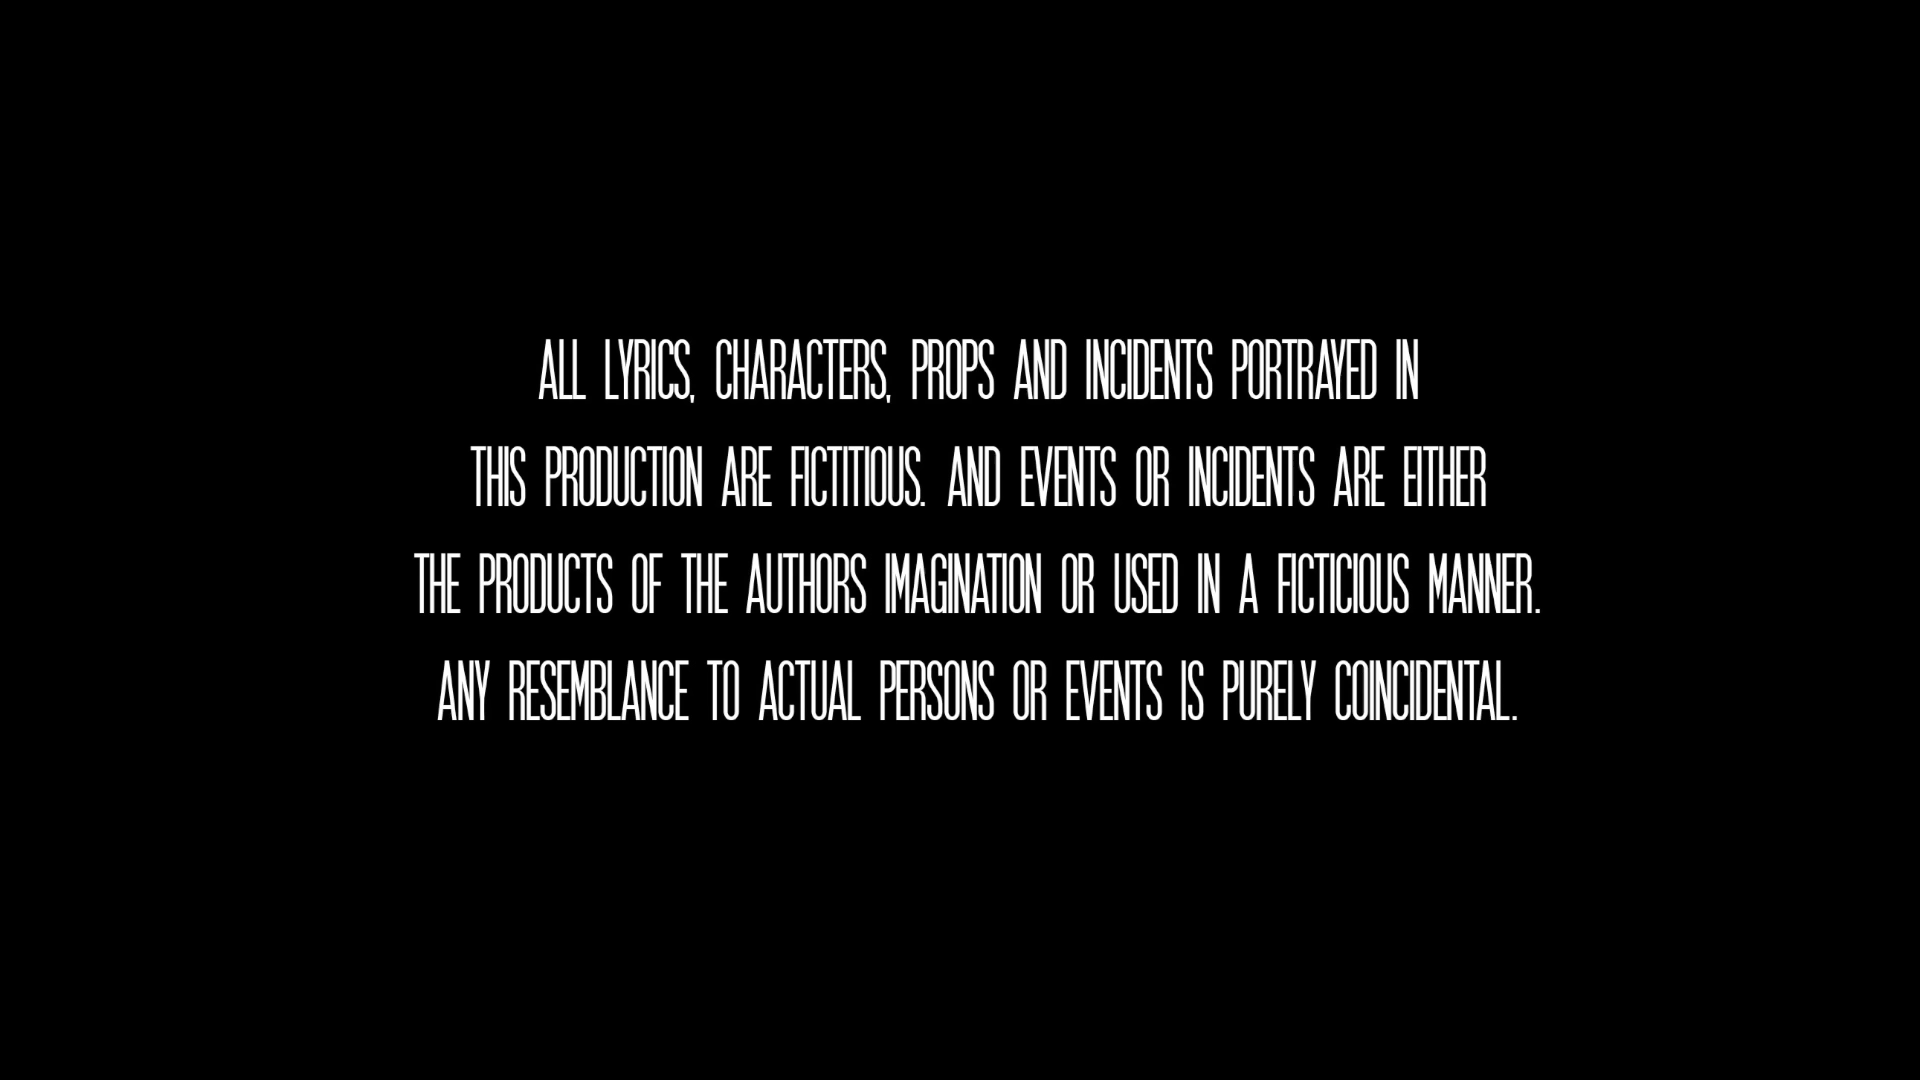 ALL LYRICS, CHARACTERS, PROPS AND INCIDENTS PORTRAYED IN
THIS PRODUCTION ARE FICTITIOUS. AND EVENTS OR INCIDENTS ARE EITHER
THE PRODUCTS OF THE AUTHORS IMAGINATION OR USED IN A FICTICIOUS MANNER.
ANY RESEMBLANCE TO ACTUAL PERSONS OR EVENTS IS PURELY COINCIDENTAL.